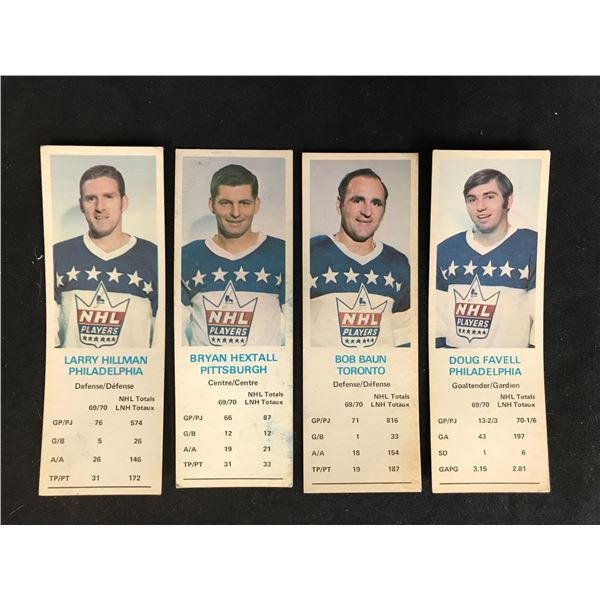 NHL
PLAYERS
LARRY HILLMAN
PHILADELPHIA
Defense/Défense
NHL Totals
69/70 LNH Totaux
GP/PJ 76 574
G/B 5 26
A/A 26 146
TP/PT 31 172
NHL
PLAYERS
BRYAN HEXTALL
PITTSBURGH
Centre/Centre
NHL Totals
69/70 LNH Totaux
GP/PJ 66 87
G/B 12 12
A/A 19 21
TP/PT 31 33
NHL
PLAYERS
BOB BAUN
TORONTO
Defense/Défense
NHL Totals
69/70 LNH Totaux
GP/PJ 71 816
G/B 1 33
A/A 18 154
TP/PT 19 187
NHL
PLAYERS
DOUG FAVELL
PHILADELPHIA
Goaltender/Gardien
NHL Totals
69/70 LNH Totaux
GP/PJ 13-2/3 70-1/6
GA 43 197
SO 1 6
GAPG 3.15 2.81